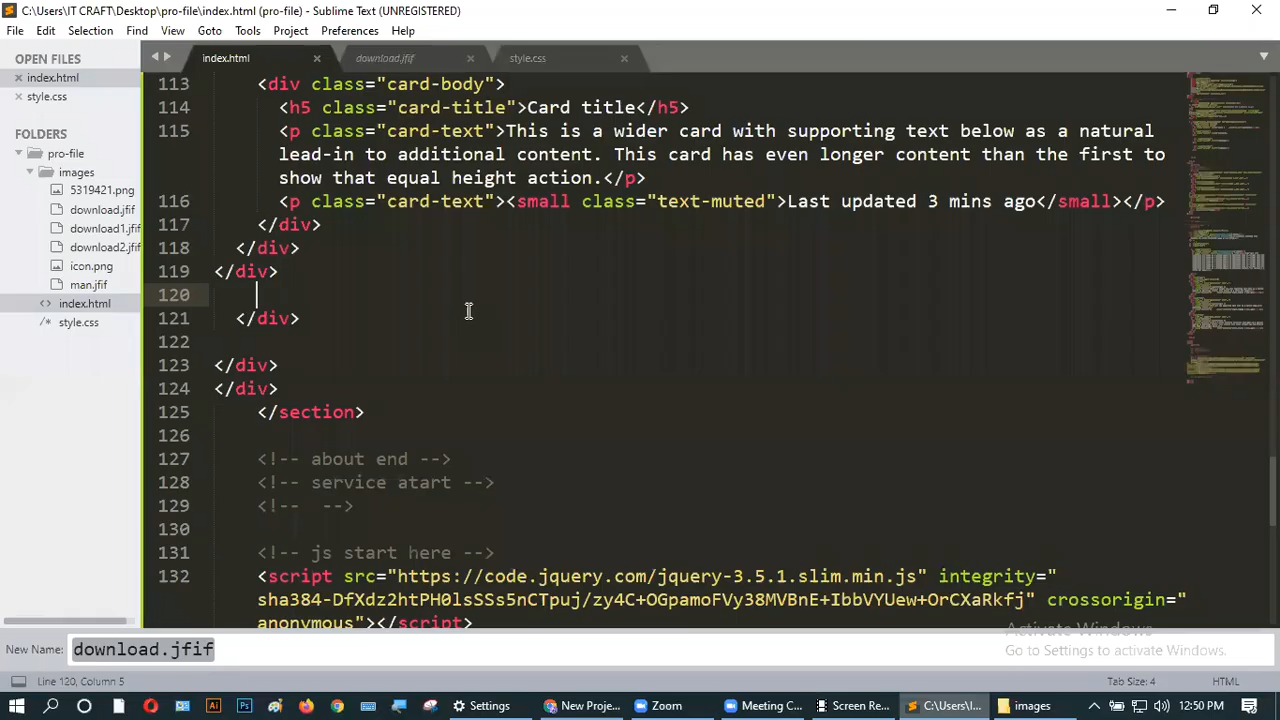 C:\Users\IT CRAFT\Desktop\pro-file\index.html (pro-file) - Sublime Text (UNREGISTERED)
File Edit Selection Find View Goto Tools Project Preferences Help
OPEN FILES
index.html
style.css
FOLDERS
pro-file
images
5319421.png
download.jfif
download1.jfif
download2.jfif
icon.png
man.jfif
index.html
style.css
index.html download.jfif style.css
113 <div class="card-body">
114 <h5 class="card-title">Card title</h5>
115 <p class="card-text">This is a wider card with supporting text below as a natural
lead-in to additional content. This card has even longer content than the first to
show that equal height action.</p>
116 <p class="card-text"><small class="text-muted">Last updated 3 mins ago</small></p>
117 </div>
118 </div>
119 </div>
120
121 </div>
122
123 </div>
124 </div>
125 </section>
126
127 <!-- about end -->
128 <!-- service atart -->
129 <!--  -->
130
131 <!-- js start here -->
132 <script src="https://code.jquery.com/jquery-3.5.1.slim.min.js" integrity="
sha384-DfXdz2htPH0lsSSs5nCTpuj/zy4C+OGpamoFVy38MVBnE+IbbVYUew+OrCXaRkfj" crossorigin="
anonymous"></script>
Activate Windows
Go to Settings to activate Windows.
New Name: download.jfif
Line 120, Column 5 Tab Size: 4 HTML
Settings New Proje... Zoom Meeting C... Screen Re... C:\Users\I... images 12:50 PM